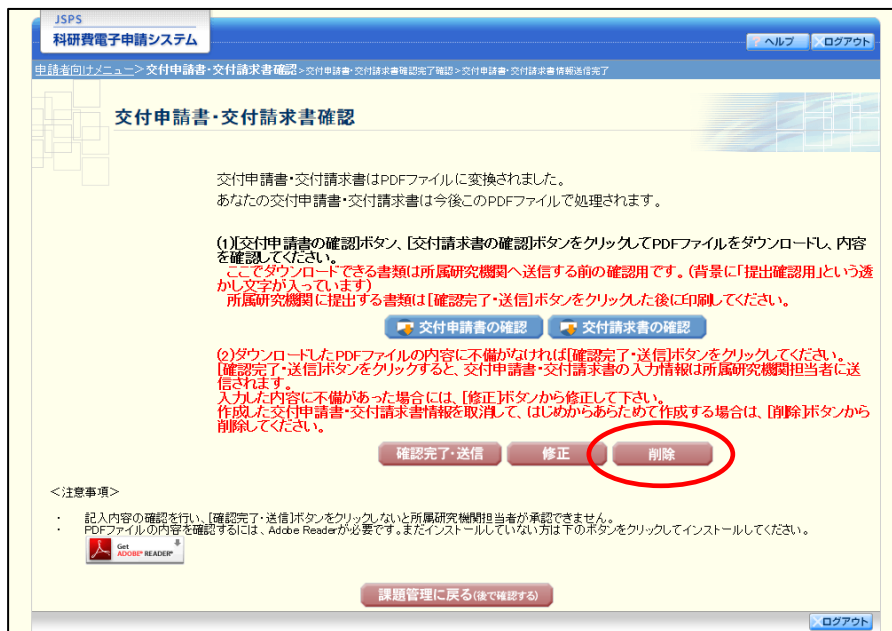 JSPS
科研費電子申請システム
? ヘルプ
×ログアウト
申請者向けメニュー>交付申請書・交付請求書確認>交付申請書・交付請求書確認完了確認>交付申請書・交付請求書情報送信完了
交付申請書・交付請求書確認
交付申請書・交付請求書はPDFファイルに変換されました。
あなたの交付申請書・交付請求書は今後このPDFファイルで処理されます。
(1)[交付申請書の確認]ボタン、[交付請求書の確認]ボタンをクリックしてPDFファイルをダウンロードし、内容
を確認してください。
ここでダウンロードできる書類は所属研究機関へ送信する前の確認用です。(背景に「提出確認用」という透
かし文字が入っています)
所属研究機関に提出する書類は[確認完了・送信]ボタンをクリックした後に印刷してください。
交付申請書の確認
交付請求書の確認
(2)ダウンロードしたPDFファイルの内容に不備がなければ[確認完了・送信]ボタンをクリックしてください。
[確認完了・送信]ボタンをクリックすると、交付申請書・交付請求書の入力情報は所属研究機関担当者に送
信されます。
入力した内容に不備があった場合には、[修正]ボタンから修正して下さい。
作成した交付申請書・交付請求書情報を取消して、はじめからあらためて作成する場合は、[削除]ボタンから
削除してください。
確認完了・送信
修正
削除
<注意事項>
・ 記入内容の確認を行い、[確認完了・送信]ボタンをクリックしないと所属研究機関担当者が承認できません。
・ PDFファイルの内容を確認するには、Adobe Readerが必要です。まだインストールしていない方は下のボタンをクリックしてインストールしてください。
Get
ADOBE® READER®
課題管理に戻る(後で確認する)
×ログアウト